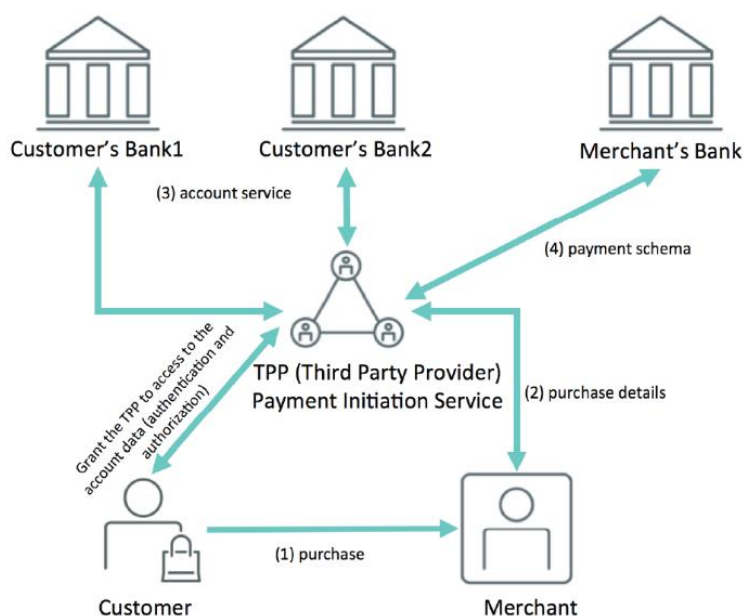 Customer's Bank1
Customer's Bank2
Merchant's Bank
(3) account service
(4) payment schema
TPP (Third Party Provider)
Payment Initiation Service
Grant the TPP to access to the
account data (authentication and
authorization)
(2) purchase details
(1) purchase
Customer
Merchant